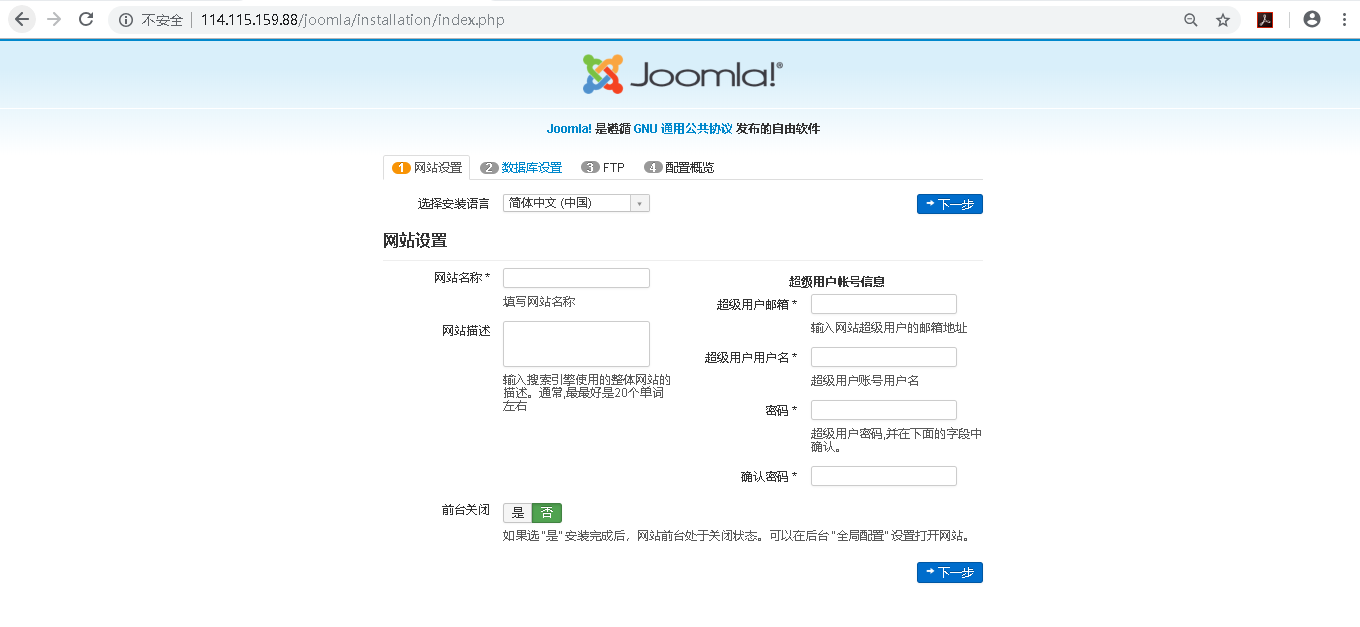 不安全 114.115.159.88/joomla/installation/index.php
Joomla!®
Joomla! 是遵循 GNU 通用公共协议 发布的自由软件
1 网站设置 2 数据库设置 3 FTP 4 配置概览
选择安装语言 简体中文 (中国) 下一步
网站设置
网站名称 *
填写网站名称
网站描述
输入搜索引擎使用的整体网站的
描述。通常,最最好是20个单词
左右
超级用户帐号信息
超级用户邮箱 *
输入网站超级用户的邮箱地址
超级用户用户名 *
超级用户账号用户名
密码 *
超级用户密码,并在下面的字段中
确认。
确认密码 *
前台关闭 是 否
如果选"是"安装完成后，网站前台处于关闭状态。可以在后台"全局配置"设置打开网站。
下一步